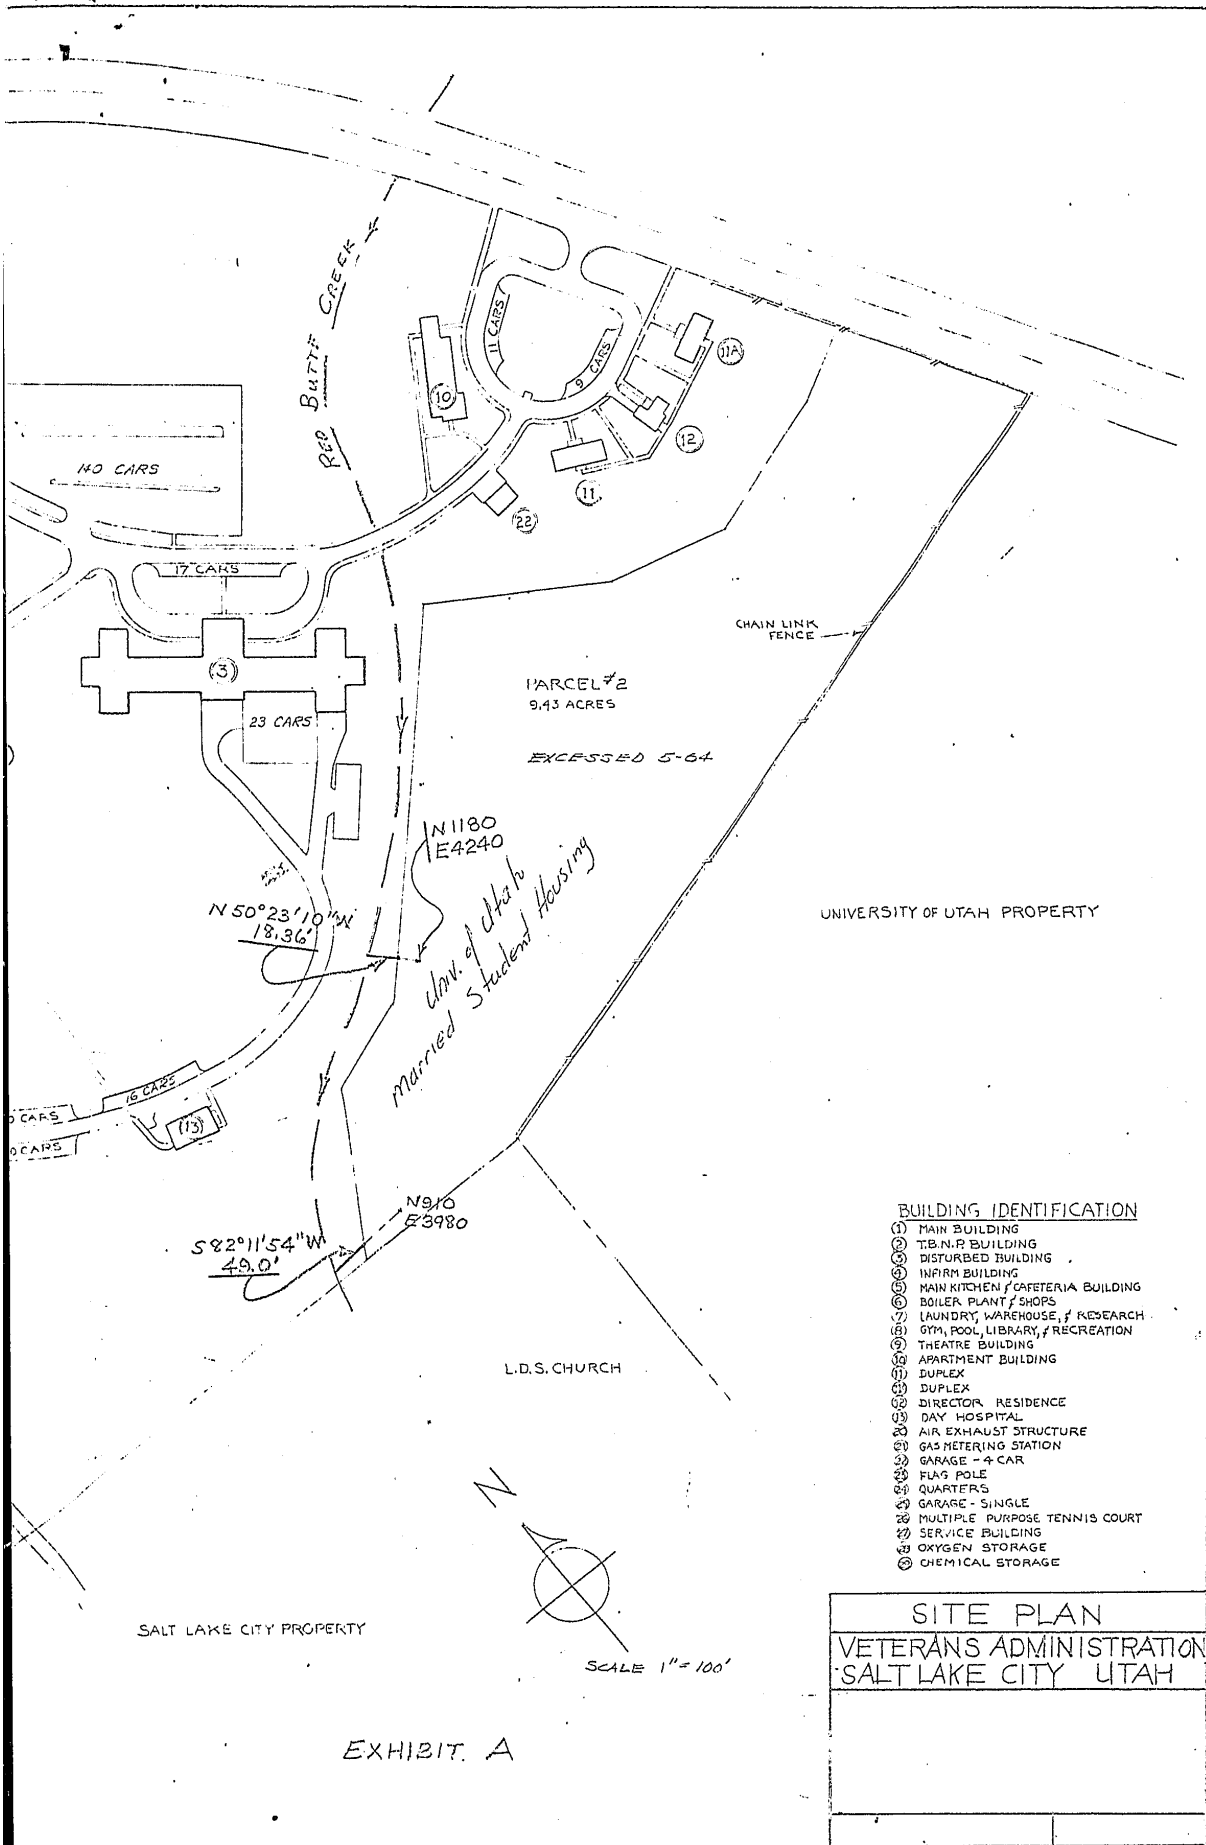 RED BUTTE CREEK
11 CARS
9 CARS
11A
10
12
11
22
140 CARS
17 CARS
3
23 CARS
CHAIN LINK
FENCE
PARCEL #2
9.43 ACRES
EXCESSED 5-64
N1180
E4240
Univ. of Utah
Married Student Housing
N 50°23'10" W
18.36'
UNIVERSITY OF UTAH PROPERTY
16 CARS
CARS
CARS
13
N910
E3980
S 82°11'54" W
49.0'
L.D.S. CHURCH
BUILDING IDENTIFICATION
1 MAIN BUILDING
2 T.B.N.P. BUILDING
3 DISTURBED BUILDING
4 INFIRM BUILDING
5 MAIN KITCHEN & CAFETERIA BUILDING
6 BOILER PLANT & SHOPS
7 LAUNDRY, WAREHOUSE, & RESEARCH
8 GYM, POOL, LIBRARY, & RECREATION
9 THEATRE BUILDING
10 APARTMENT BUILDING
11 DUPLEX
DUPLEX
12 DIRECTOR RESIDENCE
13 DAY HOSPITAL
20 AIR EXHAUST STRUCTURE
21 GAS METERING STATION
22 GARAGE - 4 CAR
23 FLAG POLE
24 QUARTERS
25 GARAGE - SINGLE
26 MULTIPLE PURPOSE TENNIS COURT
27 SERVICE BUILDING
OXYGEN STORAGE
CHEMICAL STORAGE
N
SCALE 1" = 100'
SALT LAKE CITY PROPERTY
EXHIBIT. A
SITE PLAN
VETERANS ADMINISTRATION
SALT LAKE CITY UTAH